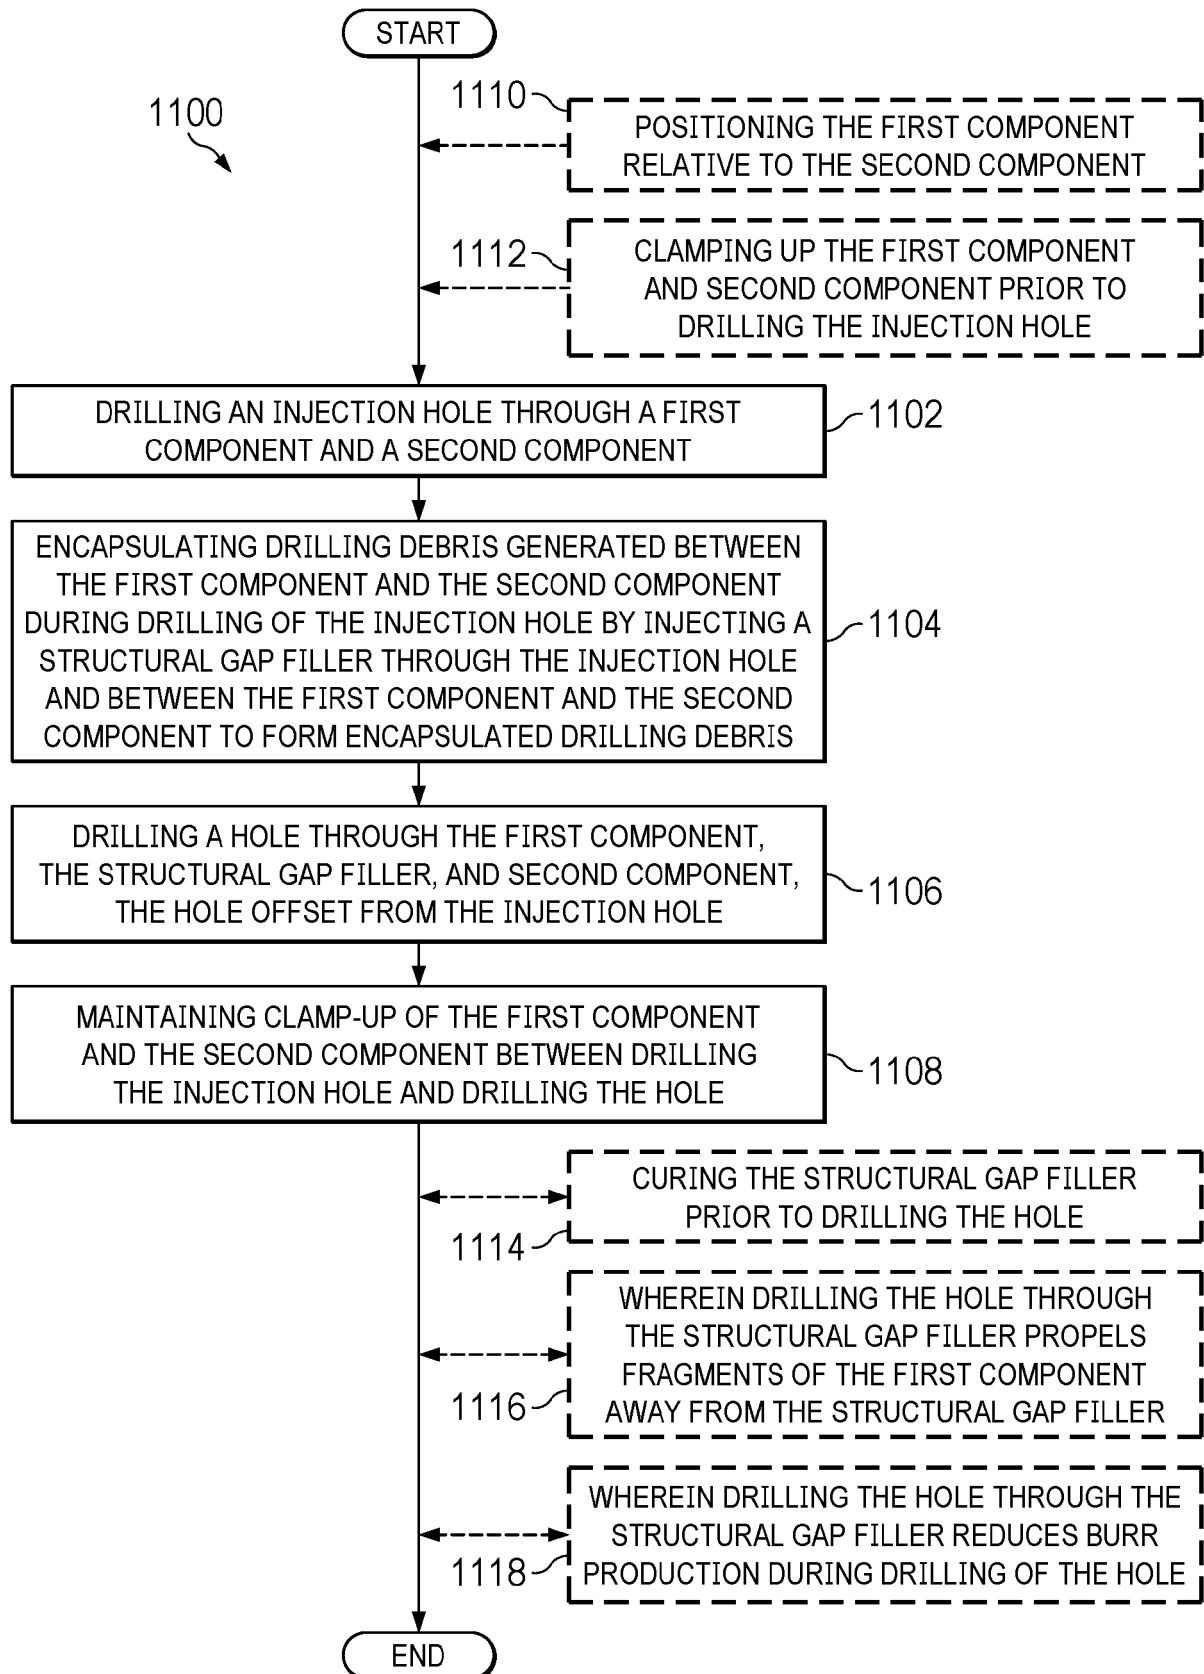 START
1100
1110
POSITIONING THE FIRST COMPONENT
RELATIVE TO THE SECOND COMPONENT
1112
CLAMPING UP THE FIRST COMPONENT
AND SECOND COMPONENT PRIOR TO
DRILLING THE INJECTION HOLE
DRILLING AN INJECTION HOLE THROUGH A FIRST
COMPONENT AND A SECOND COMPONENT
1102
ENCAPSULATING DRILLING DEBRIS GENERATED BETWEEN
THE FIRST COMPONENT AND THE SECOND COMPONENT
DURING DRILLING OF THE INJECTION HOLE BY INJECTING A
STRUCTURAL GAP FILLER THROUGH THE INJECTION HOLE
AND BETWEEN THE FIRST COMPONENT AND THE SECOND
COMPONENT TO FORM ENCAPSULATED DRILLING DEBRIS
1104
DRILLING A HOLE THROUGH THE FIRST COMPONENT,
THE STRUCTURAL GAP FILLER, AND SECOND COMPONENT,
THE HOLE OFFSET FROM THE INJECTION HOLE
1106
MAINTAINING CLAMP-UP OF THE FIRST COMPONENT
AND THE SECOND COMPONENT BETWEEN DRILLING
THE INJECTION HOLE AND DRILLING THE HOLE
1108
CURING THE STRUCTURAL GAP FILLER
PRIOR TO DRILLING THE HOLE
1114
WHEREIN DRILLING THE HOLE THROUGH
THE STRUCTURAL GAP FILLER PROPELS
FRAGMENTS OF THE FIRST COMPONENT
AWAY FROM THE STRUCTURAL GAP FILLER
1116
WHEREIN DRILLING THE HOLE THROUGH THE
STRUCTURAL GAP FILLER REDUCES BURR
PRODUCTION DURING DRILLING OF THE HOLE
1118
END